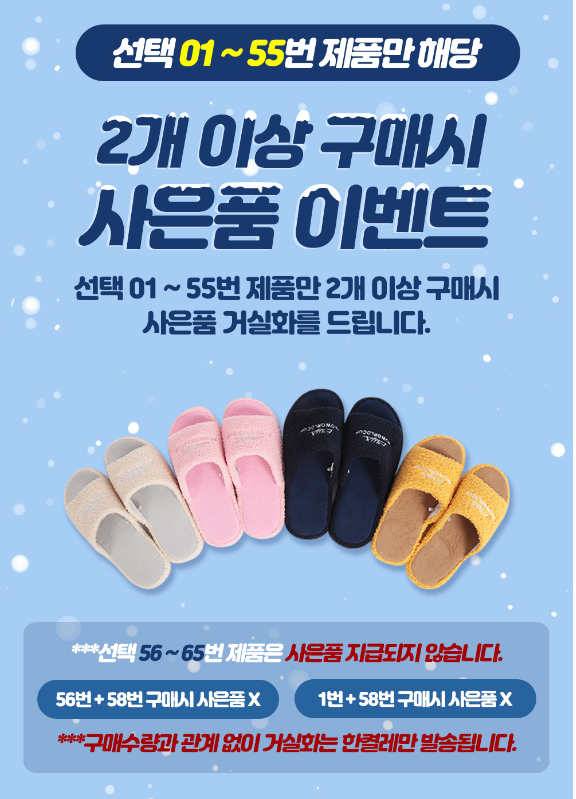 선택 01 ~ 55번 제품만 해당
2개 이상 구매시
사은품 이벤트
선택 01 ~ 55번 제품만 2개 이상 구매시
사은품 거실화를 드립니다.
***선택 56 ~ 65번 제품은 사은품 지급되지 않습니다.
56번 + 58번 구매시 사은품 X
1번 + 58번 구매시 사은품 X
***구매수량과 관계 없이 거실화는 한켤레만 발송됩니다.